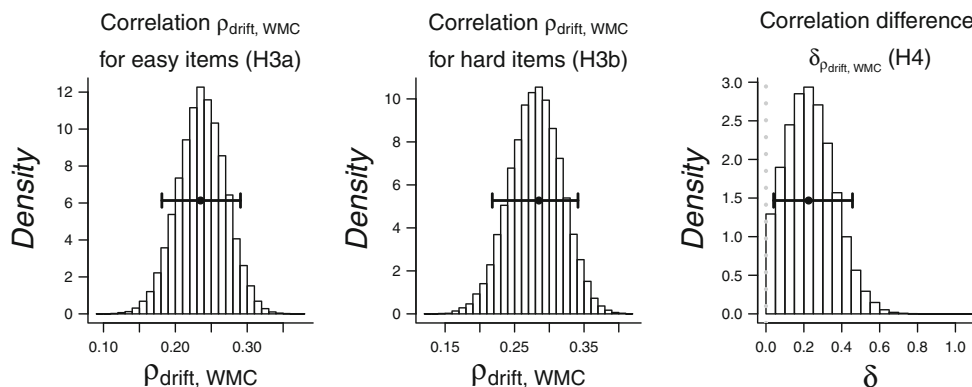 Correlation ρdrift, WMC
for easy items (H3a)
Density
12
10
8
6
4
2
0
0.10
0.20
0.30
ρdrift, WMC
Correlation ρdrift, WMC
for hard items (H3b)
Density
10
8
6
4
2
0
0.15
0.25
0.35
ρdrift, WMC
Correlation difference
δρdrift, WMC (H4)
Density
3.0
2.5
2.0
1.5
1.0
0.5
0.0
0.0
0.2
0.4
0.6
0.8
1.0
δ